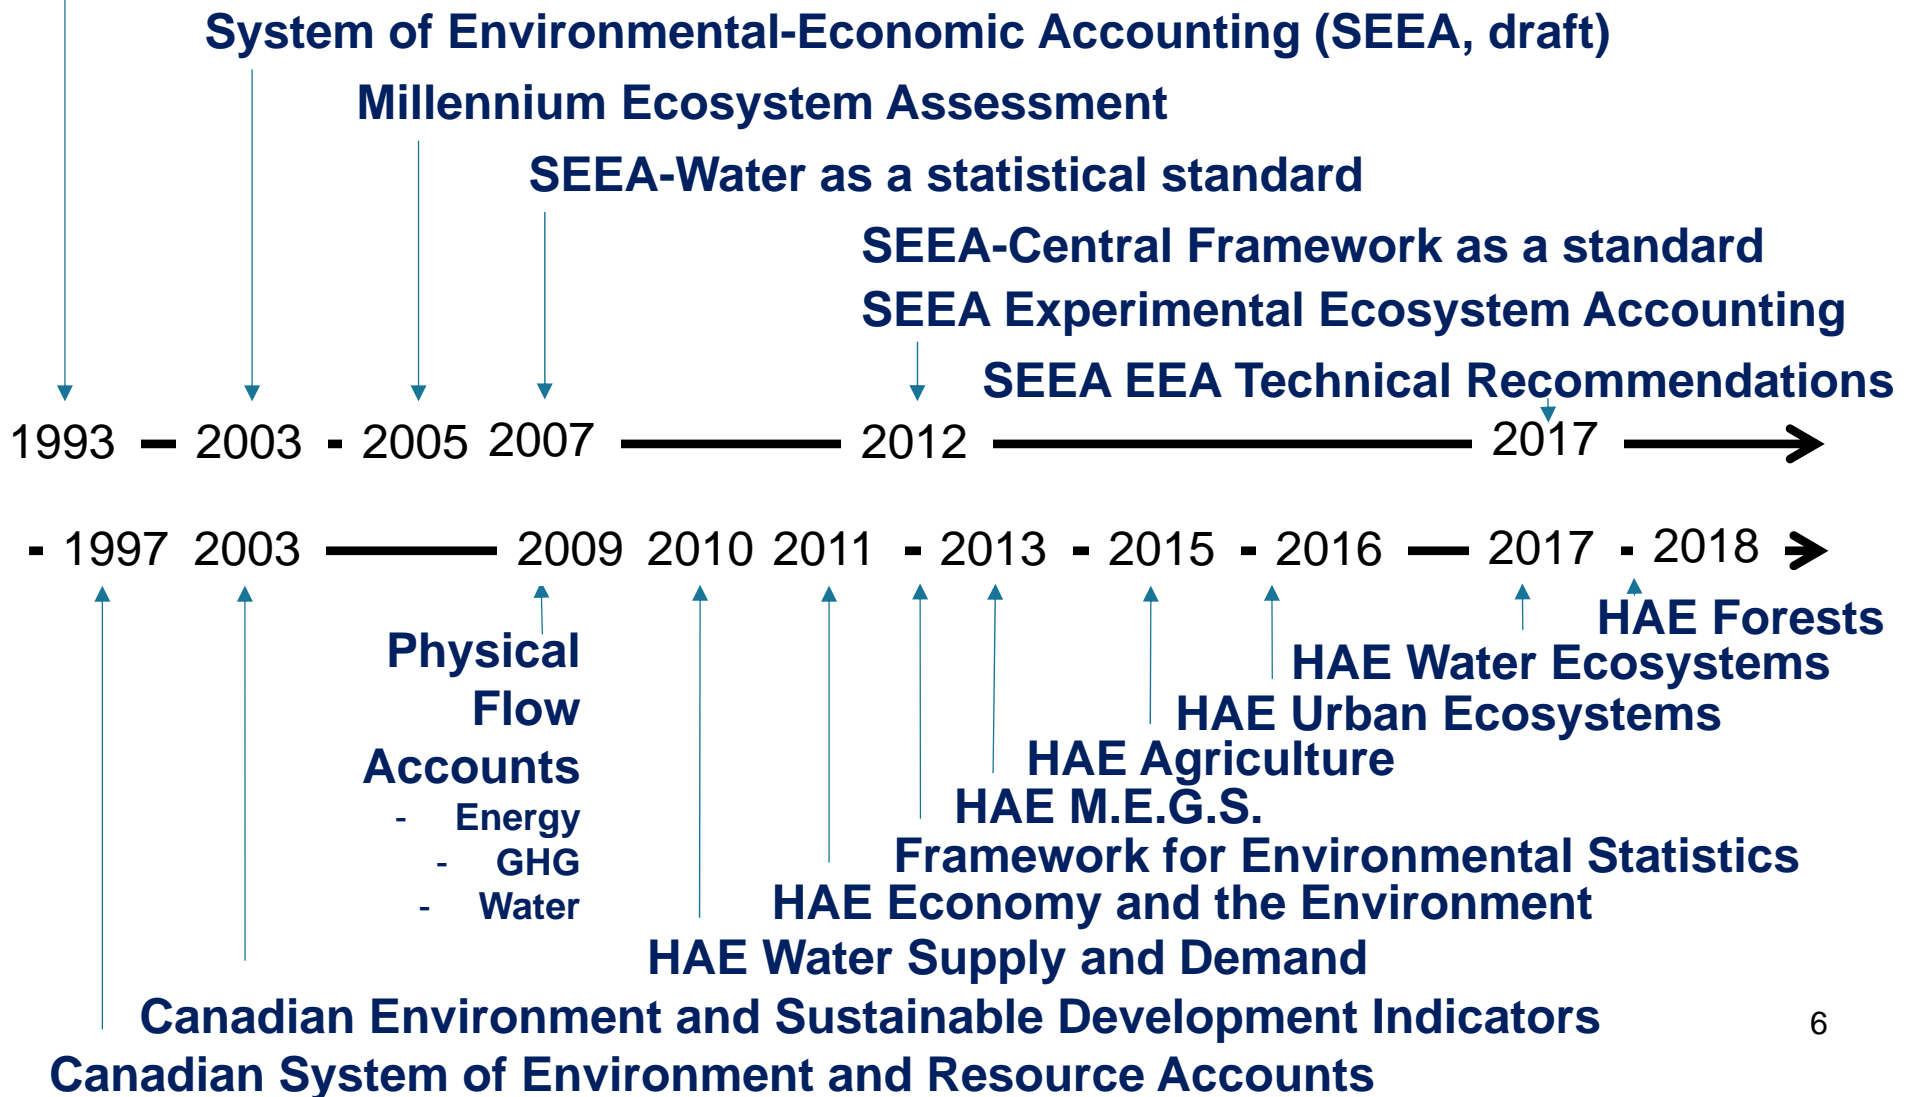 System of Environmental-Economic Accounting (SEEA, draft)
Millennium Ecosystem Assessment
SEEA-Water as a statistical standard
SEEA-Central Framework as a standard
SEEA Experimental Ecosystem Accounting
SEEA EEA Technical Recommendations
1993 2003 2005 2007 2012 2017
1997 2003 2009 2010 2011 2013 2015 2016 2017 2018
HAE Forests
Physical
Flow
Accounts
- Energy
- GHG
- Water
HAE Water Ecosystems
HAE Urban Ecosystems
HAE Agriculture
HAE M.E.G.S.
Framework for Environmental Statistics
HAE Economy and the Environment
HAE Water Supply and Demand
Canadian Environment and Sustainable Development Indicators
6
Canadian System of Environment and Resource Accounts